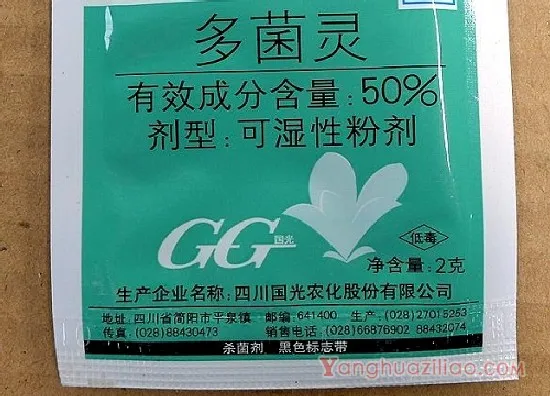 多菌灵
有效成分含量:50%
剂型:可湿性粉剂
GG 国光
低毒
净含量:2克
生产企业名称:四川国光农化股份有限公司
地址:四川省简阳市平泉镇 邮编:641400 生产:(028)27015253
传真:(028)88430473 销售电话:(028)66876902 88432074
杀菌剂 黑色标志带
Yanghuaziliao.com